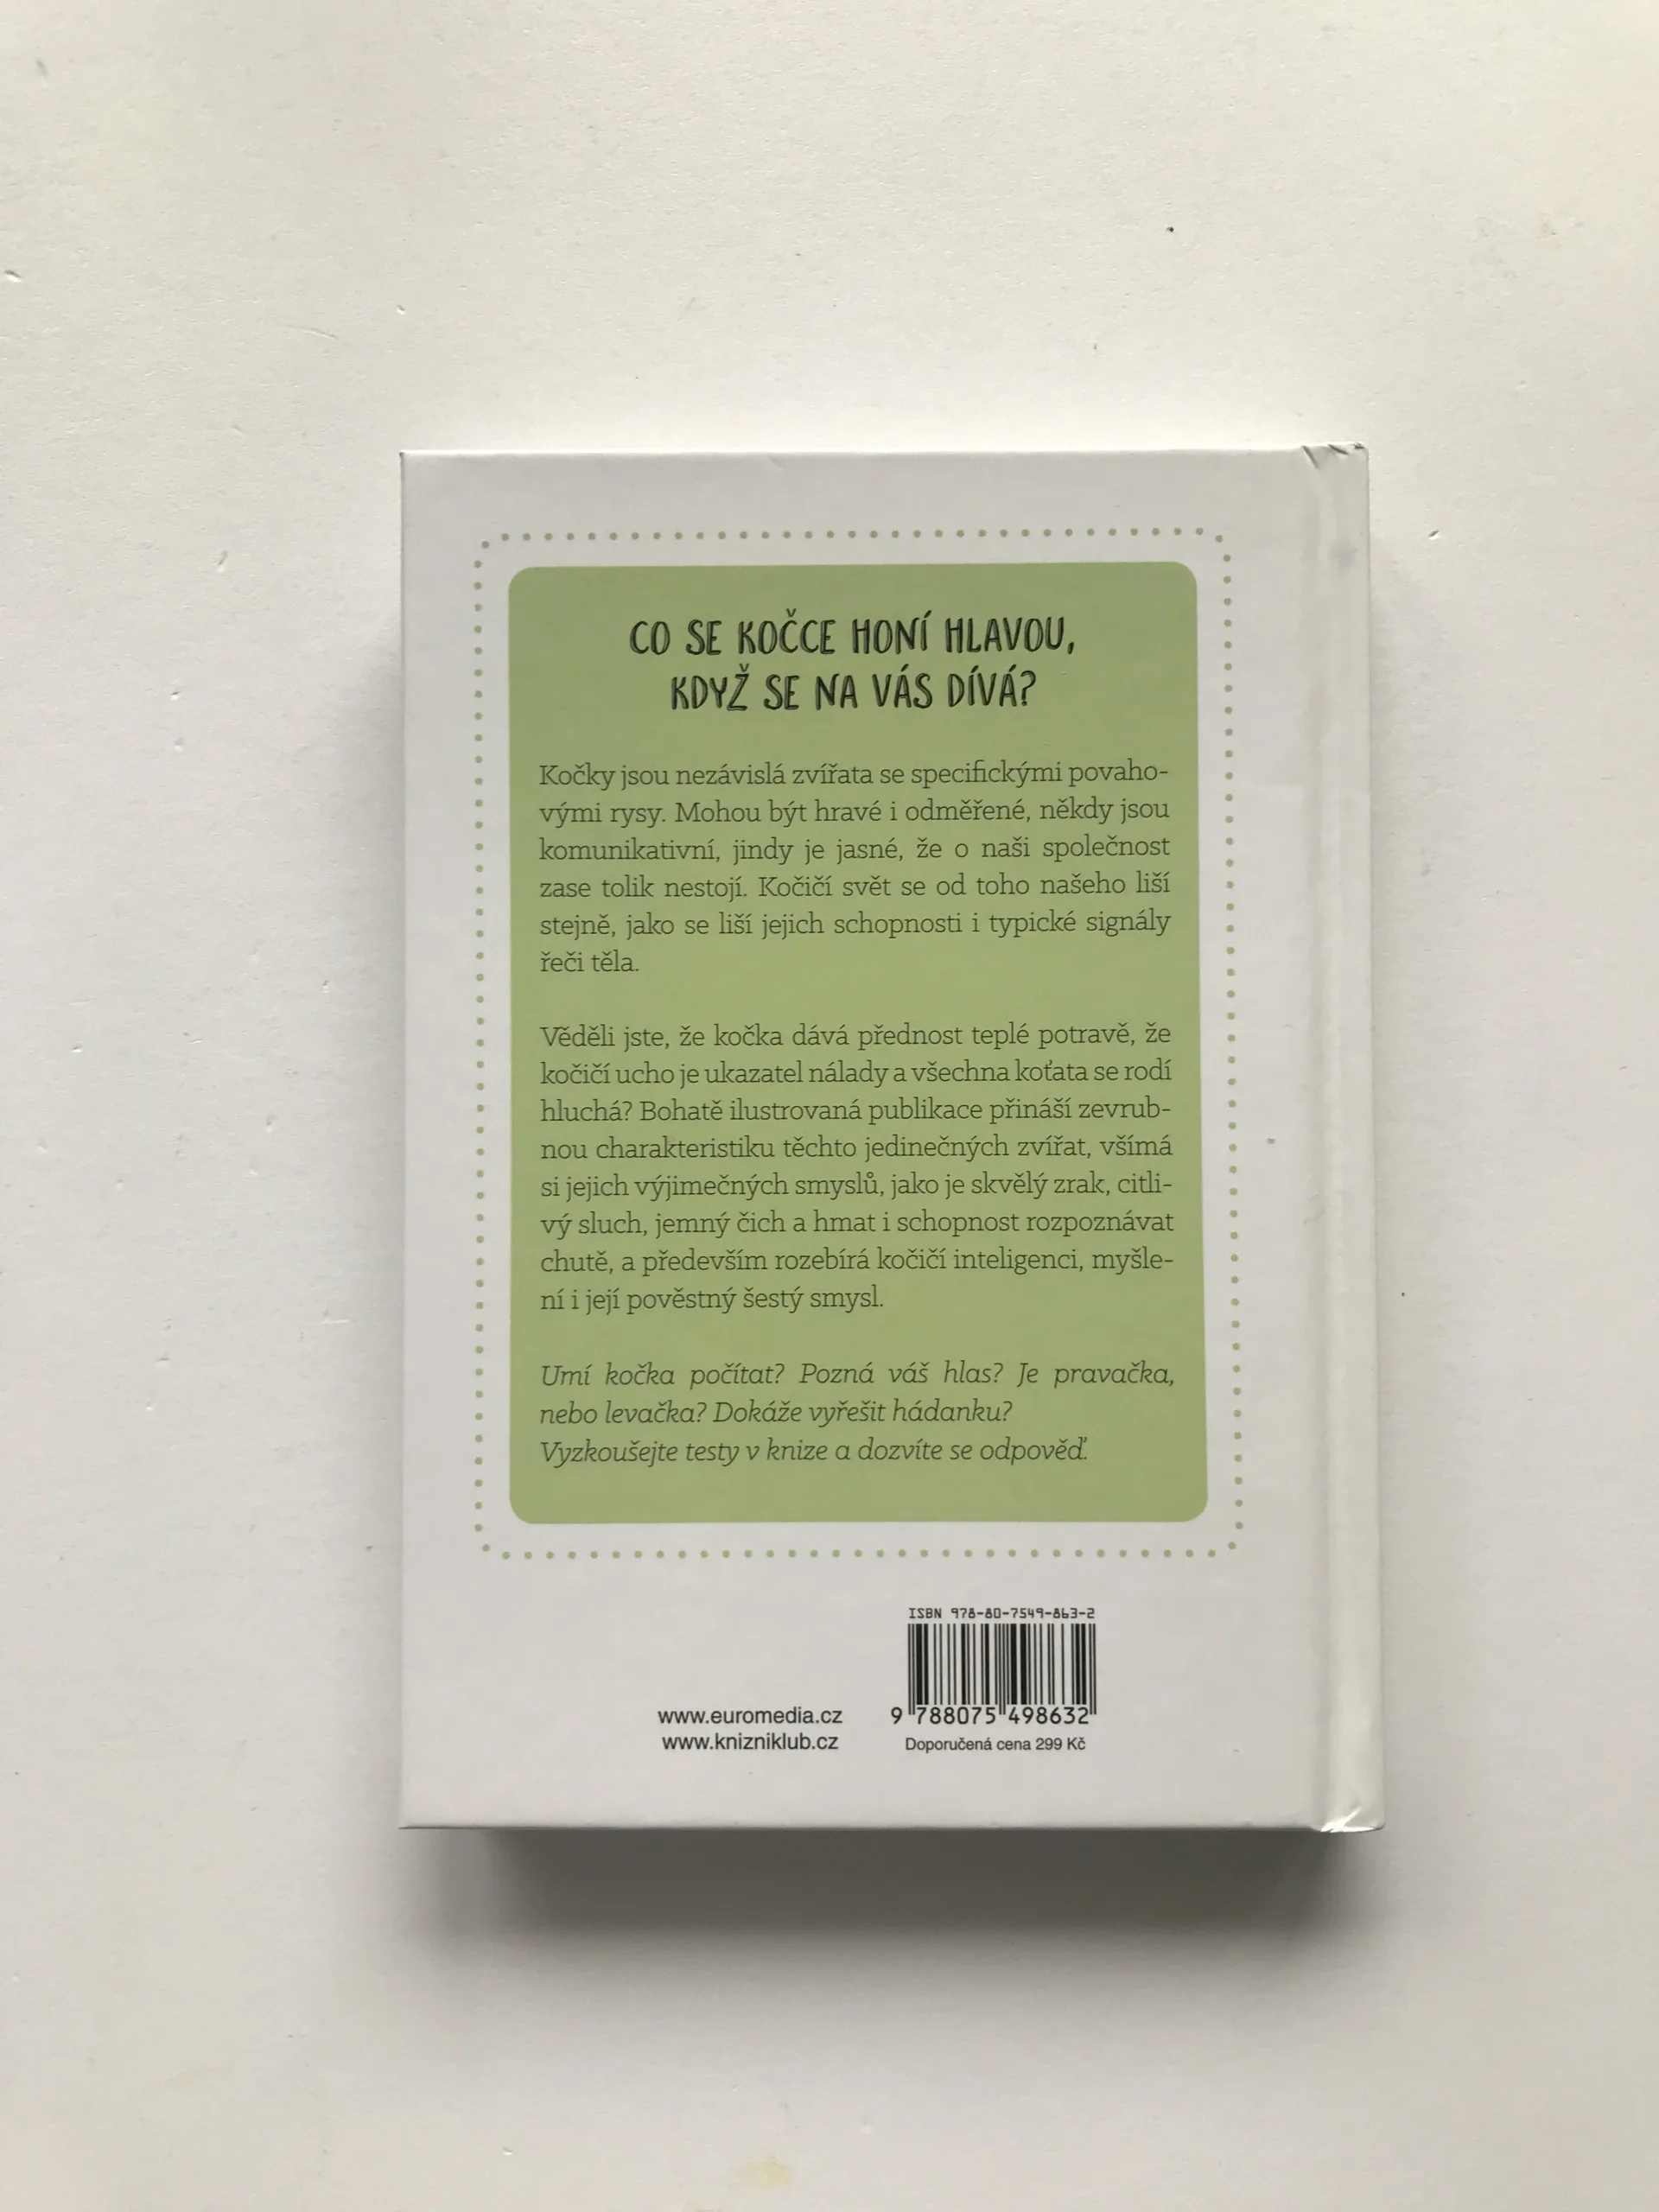 CO SE KOČCE HONÍ HLAVOU,
KDYŽ SE NA VÁS DÍVÁ?
Kočky jsou nezávislá zvířata se specifickými povaho-
vými rysy. Mohou být hravé i odměřené, někdy jsou
komunikativní, jindy je jasné, že o naši společnost
zase tolik nestojí. Kočičí svět se od toho našeho liší
stejně, jako se liší jejich schopnosti i typické signály
řeči těla.
Věděli jste, že kočka dává přednost teplé potravě, že
kočičí ucho je ukazatel nálady a všechna koťata se rodí
hluchá? Bohatě ilustrovaná publikace přináší zevrub-
nou charakteristiku těchto jedinečných zvířat, všímá
si jejich výjimečných smyslů, jako je skvělý zrak, citli-
vý sluch, jemný čich a hmat i schopnost rozpoznávat
chutě, a především rozebírá kočičí inteligenci, myšle-
ní i její pověstný šestý smysl.
Umí kočka počítat? Pozná váš hlas? Je pravačka,
nebo levačka? Dokáže vyřešit hádanku?
Vyzkoušejte testy v knize a dozvíte se odpověď.
ISBN 978-80-7549-863-2
9 788075 498632
Doporučená cena 299 Kč
www.euromedia.cz
www.knizniklub.cz